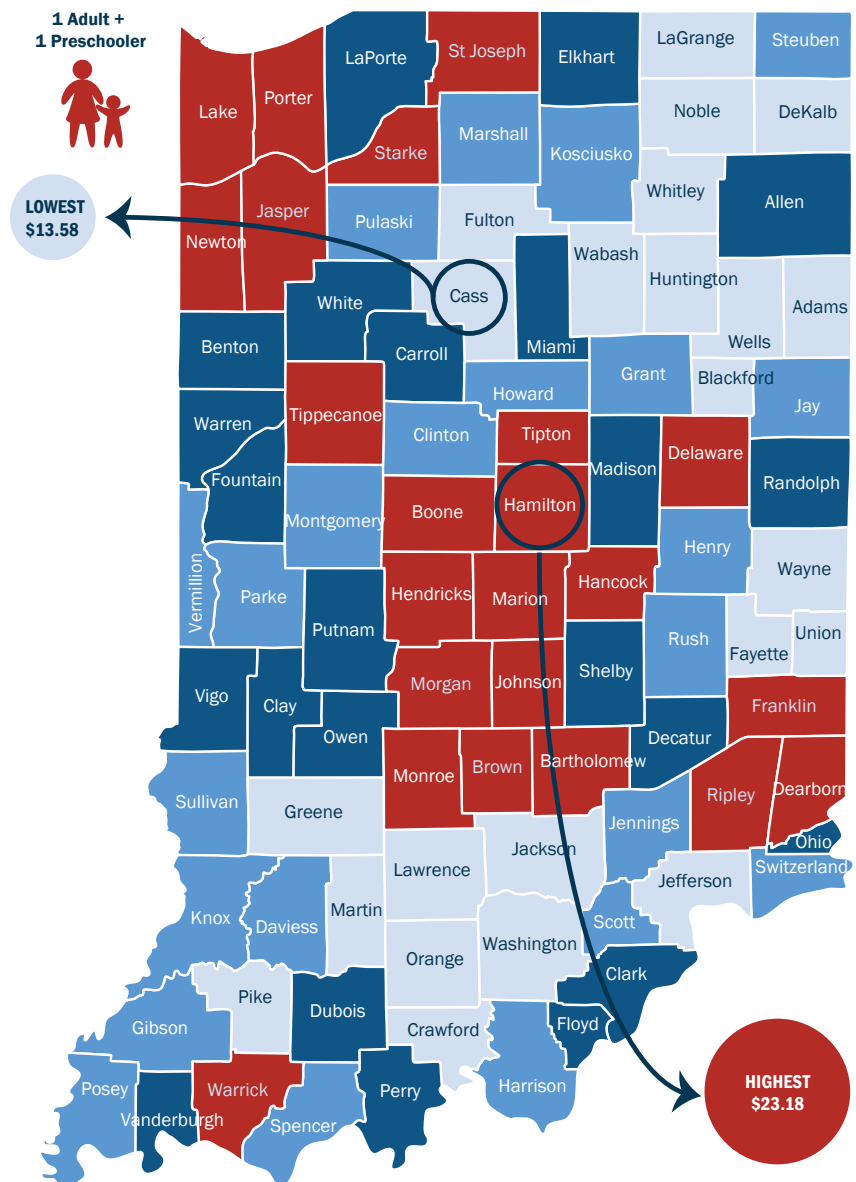 1 Adult +
1 Preschooler
LaPorte
St Joseph
Elkhart
LaGrange
Steuben
Lake
Porter
Starke
Marshall
Kosciusko
Noble
DeKalb
Whitley
Allen
LOWEST
$13.58
Newton
Jasper
Pulaski
Fulton
Wabash
Huntington
Wells
Adams
White
Cass
Miami
Benton
Carroll
Howard
Grant
Blackford
Jay
Warren
Tippecanoe
Clinton
Tipton
Madison
Delaware
Randolph
Fountain
Montgomery
Boone
Hamilton
Henry
Wayne
Vermillion
Parke
Putnam
Hendricks
Marion
Hancock
Rush
Fayette
Union
Vigo
Clay
Owen
Morgan
Johnson
Shelby
Decatur
Franklin
Sullivan
Greene
Monroe
Brown
Bartholomew
Jennings
Ripley
Dearborn
Ohio
Switzerland
Knox
Daviess
Martin
Lawrence
Jackson
Jefferson
Scott
Orange
Washington
Clark
Gibson
Pike
Dubois
Crawford
Floyd
Harrison
Posey
Vanderburgh
Warrick
Spencer
Perry
HIGHEST
$23.18